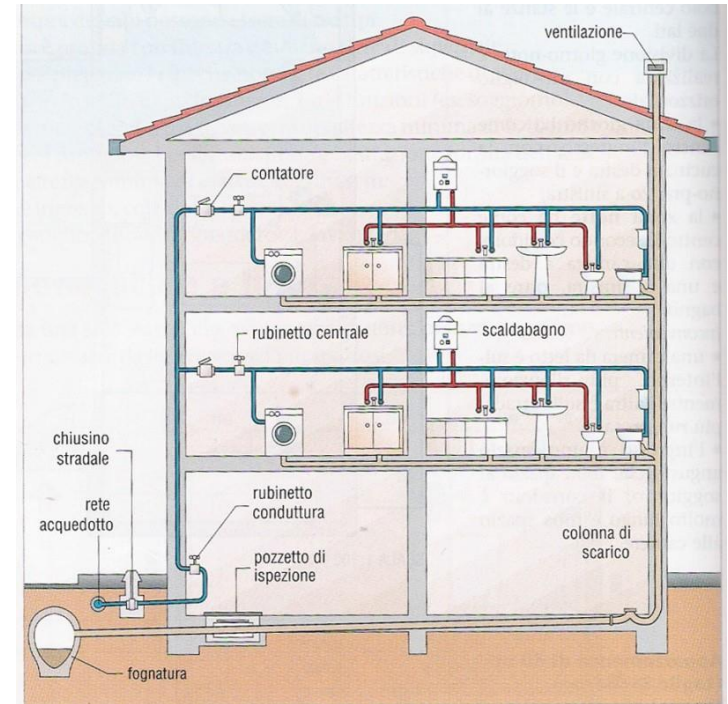 ventilazione
contatore
rubinetto centrale
scaldabagno
chiusino
stradale
rete
acquedotto
rubinetto
conduttura
pozzetto di
ispezione
colonna di
scarico
fognatura